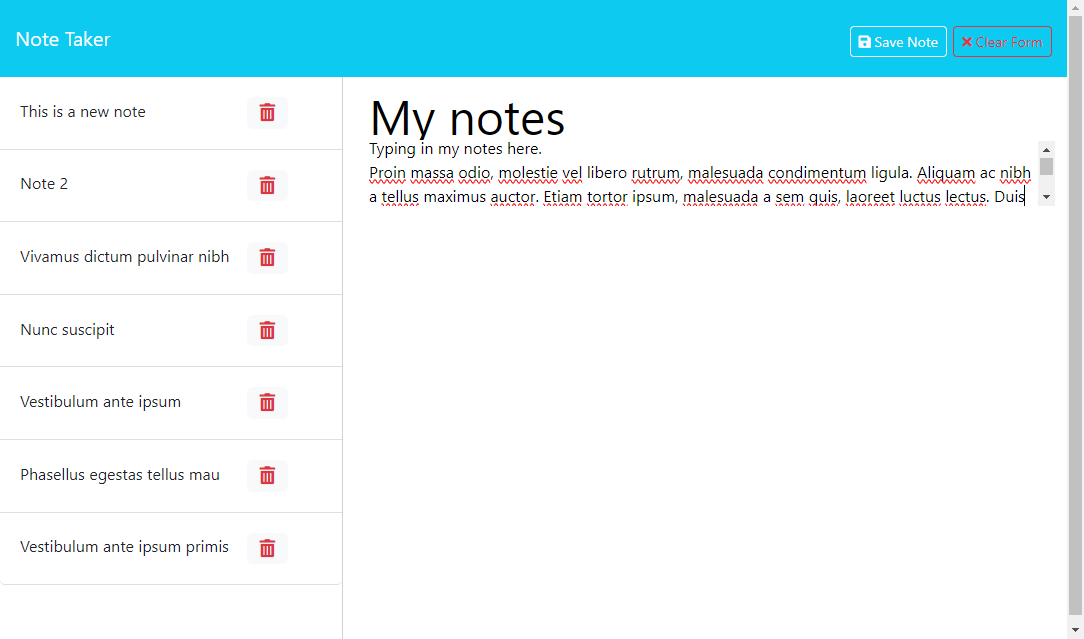 Note Taker
Save Note
Clear Form
This is a new note
Note 2
Vivamus dictum pulvinar nibh
Nunc suscipit
Vestibulum ante ipsum
Phasellus egestas tellus mau
Vestibulum ante ipsum primis
My notes
Typing in my notes here.
Proin massa odio, molestie vel libero rutrum, malesuada condimentum ligula. Aliquam ac nibh
a tellus maximus auctor. Etiam tortor ipsum, malesuada a sem quis, laoreet luctus lectus. Duis